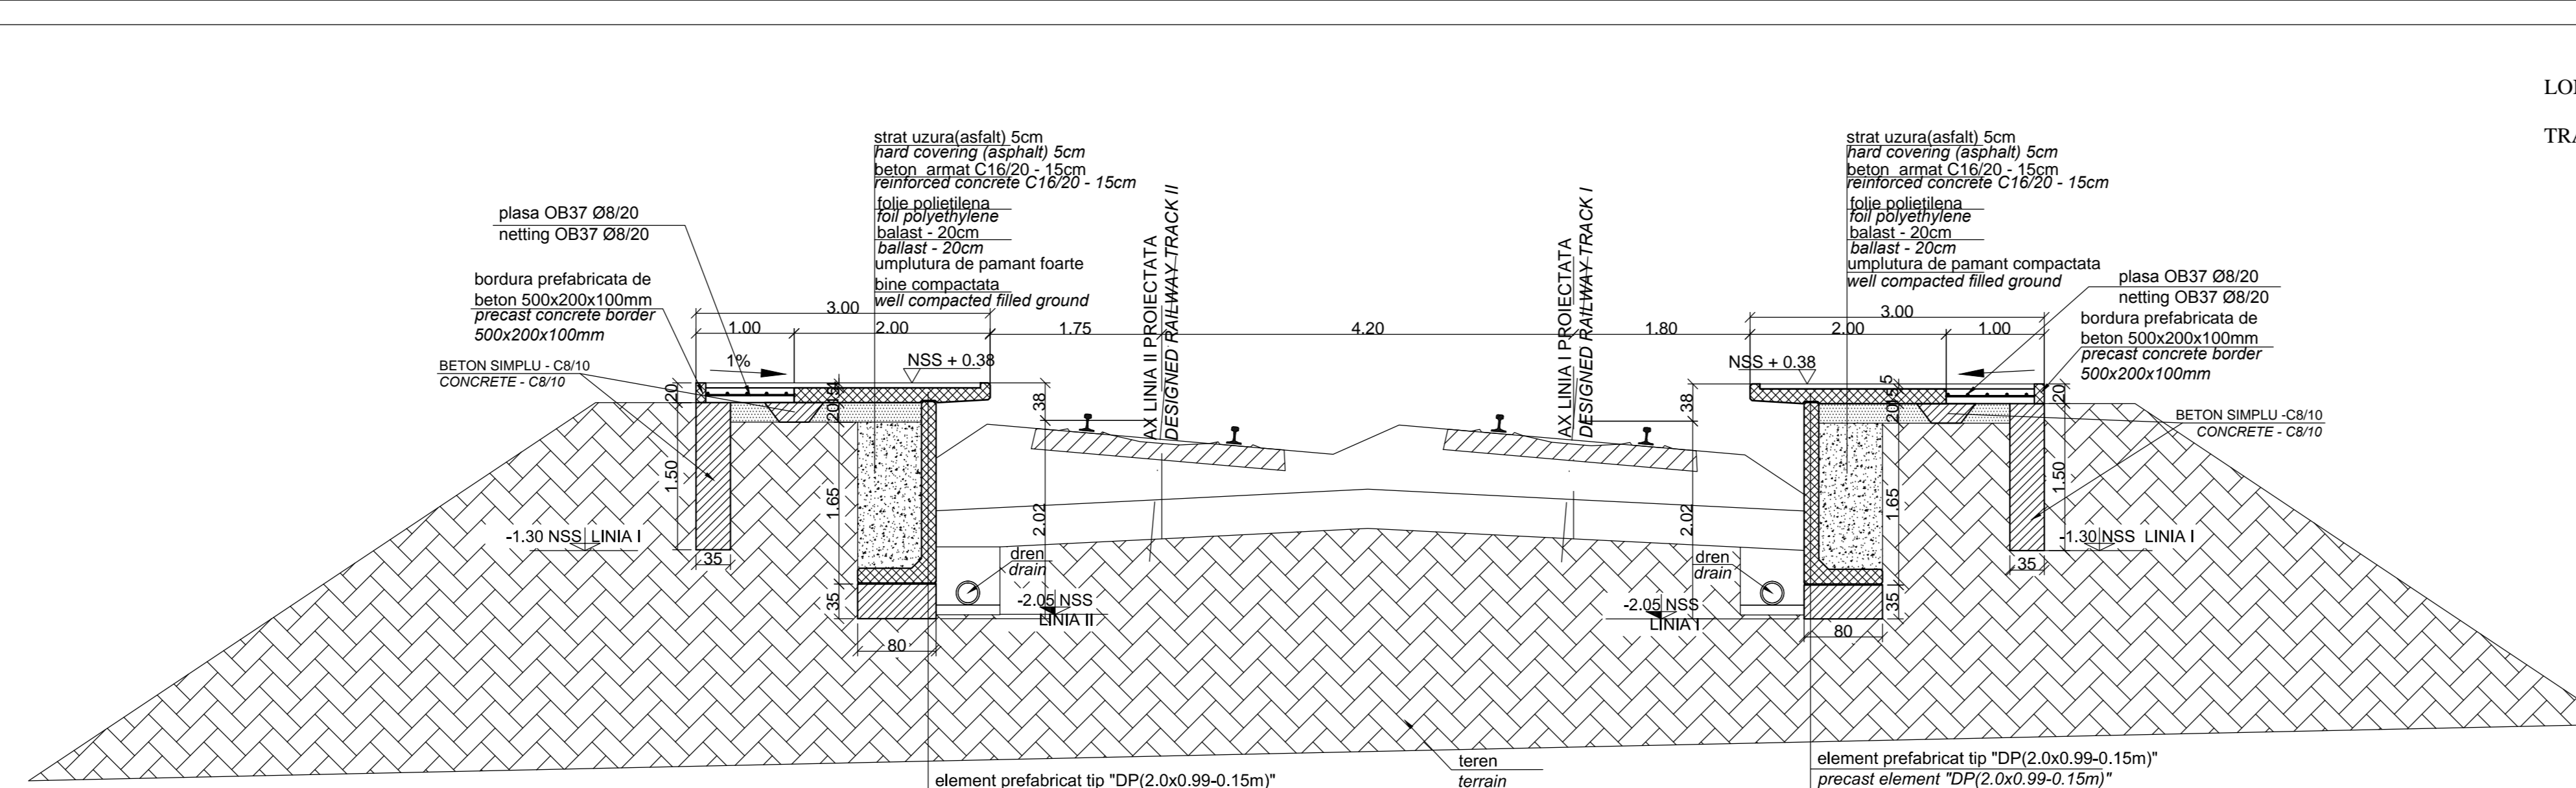 LO
TRA
strat uzura(asfalt) 5cm
hard covering (asphalt) 5cm
beton armat C16/20 - 15cm
reinforced concrete C16/20 - 15cm
folie polietilena
foil polyethylene
balast - 20cm
ballast - 20cm
umplutura de pamant foarte
bine compactata
well compacted filled ground
plasa OB37 Ø8/20
netting OB37 Ø8/20
bordura prefabricata de
beton 500x200x100mm
precast concrete border
500x200x100mm
BETON SIMPLU - C8/10
CONCRETE - C8/10
AX LINIA II PROIECTATA
DESIGNED RAILWAY TRACK II
AX LINIA I PROIECTATA
DESIGNED RAILWAY TRACK I
strat uzura(asfalt) 5cm
hard covering (asphalt) 5cm
beton armat C16/20 - 15cm
reinforced concrete C16/20 - 15cm
folie polietilena
foil polyethylene
balast - 20cm
ballast - 20cm
umplutura de pamant compactata
well compacted filled ground
plasa OB37 Ø8/20
netting OB37 Ø8/20
bordura prefabricata de
beton 500x200x100mm
precast concrete border
500x200x100mm
BETON SIMPLU -C8/10
CONCRETE - C8/10
3.00
1.00
2.00
1.75
4.20
1.80
3.00
2.00
1.00
1%
NSS + 0.38
NSS + 0.38
20
20
38
38
5
20
20
1.50
1.65
2.02
2.02
1.65
1.50
-1.30 NSS LINIA I
-1.30 NSS LINIA I
35
35
dren
drain
dren
drain
-2.05 NSS
LINIA II
-2.05 NSS
LINIA I
35
35
80
80
teren
terrain
element prefabricat tip "DP(2.0x0.99-0.15m)"
element prefabricat tip "DP(2.0x0.99-0.15m)"
precast element "DP(2.0x0.99-0.15m)"